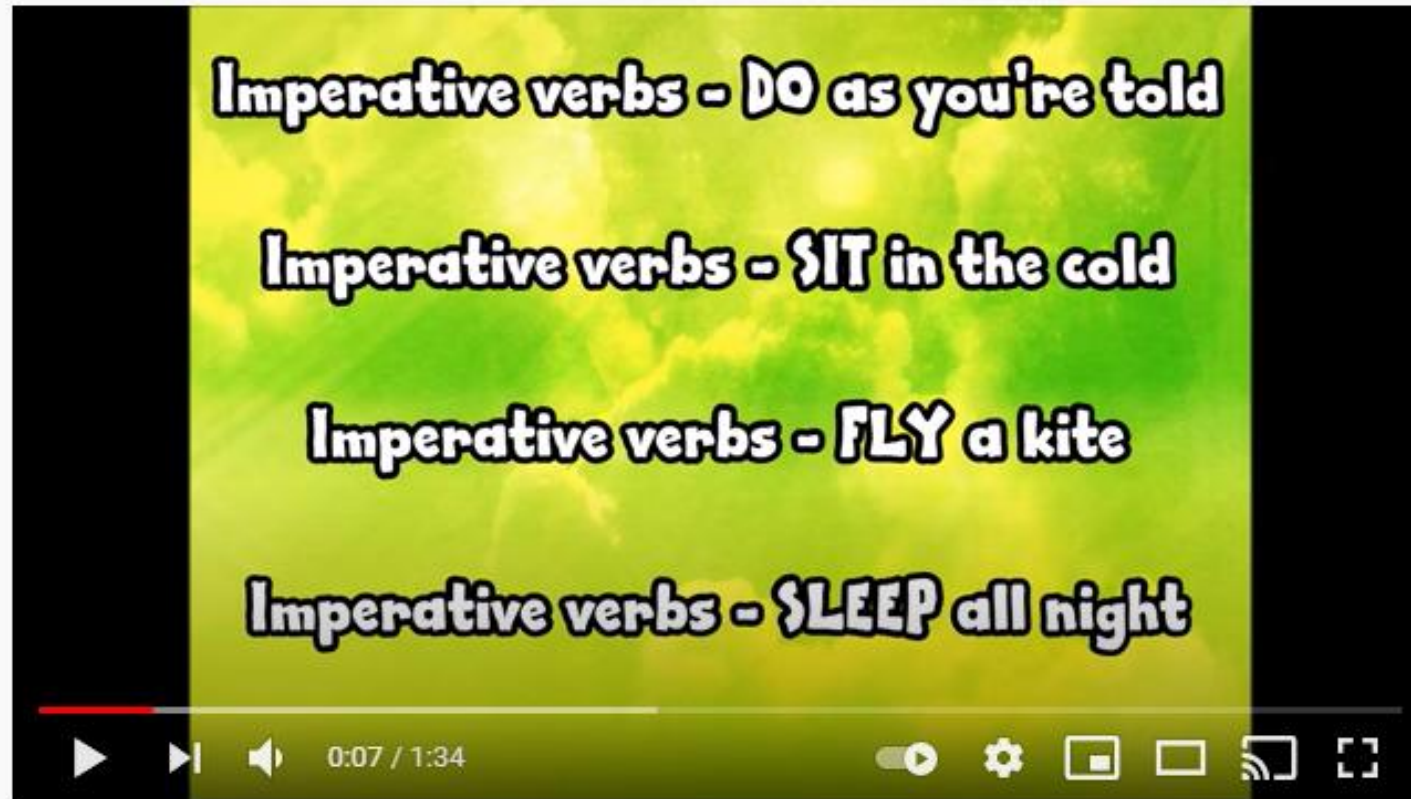 Imperative verbs - DO as you're told
Imperative verbs - SIT in the cold
Imperative verbs - FLY a kite
Imperative verbs - SLEEP all night
0:07 / 1:34